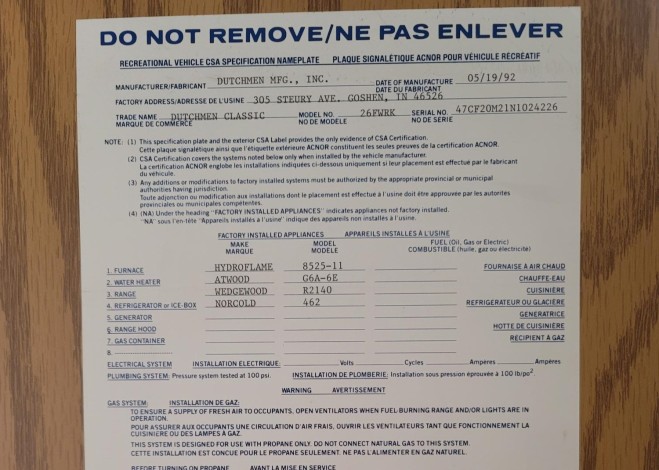 DO NOT REMOVE/NE PAS ENLEVER
RECREATIONAL VEHICLE CSA SPECIFICATION NAMEPLATE PLAQUE SIGNALÉTIQUE ACNOR POUR VÉHICULE RÉCRÉATIF
MANUFACTURER/FABRICANT DUTCHMEN MFG., INC. DATE OF MANUFACTURE 05/19/92
DATE DU FABRICANT
FACTORY ADDRESS/ADRESSE DE L'USINE 305 STEURY AVE. GOSHEN, IN 46526
TRADE NAME DUTCHMEN CLASSIC MODEL NO. 26FWRK SERIAL NO. 47CF20M21N1024226
MARQUE DE COMMERCE NO DE MODÈLE NO DE SÉRIE
NOTE: (1) This specification plate and the exterior CSA Label provides the only evidence of CSA Certification.
Cette plaque signalétique ainsi que l'étiquette extérieure ACNOR constituent les seules preuves de la certification ACNOR.
(2) CSA Certification covers the systems noted below only when installed by the vehicle manufacturer.
La certification ACNOR englobe les installations indiquées ci-dessous uniquement si leur placement est effectué par le fabricant
du véhicule.
(3) Any additions or modifications to factory installed systems must be authorized by the appropriate provincial or municipal
authorities having jurisdiction.
Toute adjonction ou modification aux installations dont le placement est effectué à l'usine doit être approuvée par les autorités
provinciales ou municipales compétentes.
(4) (NA) Under the heading "FACTORY INSTALLED APPLIANCES" indicates appliances not factory installed.
"NA" sous l'en-tête "Appareils installés à l'usine" indique des appareils non installés à l'usine.
FACTORY INSTALLED APPLIANCES APPAREILS INSTALLÉS À L'USINE
MAKE MODEL FUEL (Oil, Gas or Electric)
MARQUE MODÈLE COMBUSTIBLE (huile, gaz ou électricité)
1. FURNACE HYDROFLAME 8525-11 FOURNAISE À AIR CHAUD
2. WATER HEATER ATWOOD G6A-6E CHAUFFE-EAU
3. RANGE WEDGEWOOD R2140 CUISINIÈRE
4. REFRIGERATOR or ICE-BOX NORCOLD 462 RÉFRIGÉRATEUR OU GLACIÈRE
5. GENERATOR GÉNÉRATRICE
6. RANGE HOOD HOTTE DE CUISINIÈRE
7. GAS CONTAINER RÉCIPIENT À GAZ
8.
ELECTRICAL SYSTEM INSTALLATION ÉLECTRIQUE: Volts Cycles Amperes Ampères
PLUMBING SYSTEM: Pressure system tested at 100 psi. INSTALLATION DE PLOMBERIE: Installation sous pression éprouvée à 100 lb/po²
WARNING AVERTISSEMENT
GAS SYSTEM: INSTALLATION DE GAZ:
TO ENSURE A SUPPLY OF FRESH AIR TO OCCUPANTS. OPEN VENTILATORS WHEN FUEL-BURNING RANGE AND/OR LIGHTS ARE IN
OPERATION.
POUR ASSURER AUX OCCUPANTS UNE CIRCULATION D'AIR FRAIS, OUVRIR LES VENTILATEURS TANT QUE FONCTIONNEMENT LA
CUISINIÈRE OU DES LAMPES À GAZ.
THIS SYSTEM IS DESIGNED FOR USE WITH PROPANE ONLY. DO NOT CONNECT NATURAL GAS TO THIS SYSTEM.
CETTE INSTALLATION EST CONÇUE POUR LE PROPANE SEULEMENT. NE PAS L'ALIMENTER EN GAZ NATUREL.
BEFORE TURNING ON PROPANE AVANT LA MISE EN SERVICE